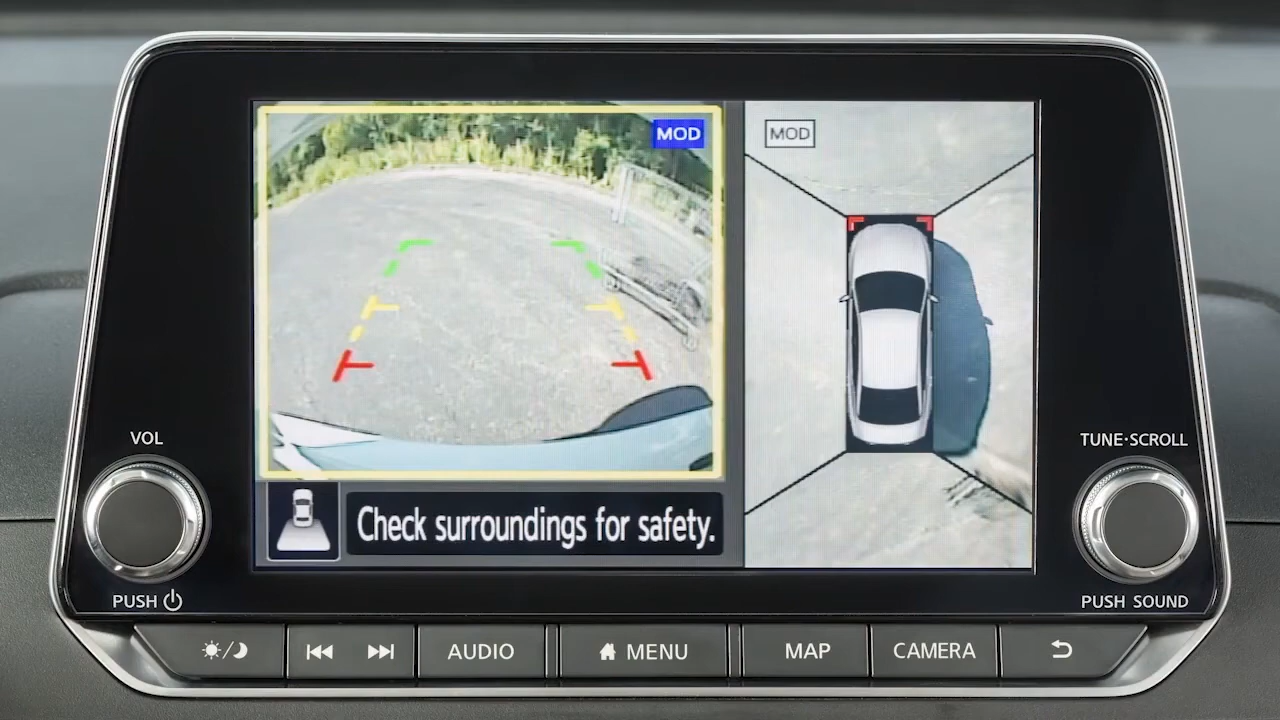 MOD
MOD
Check surroundings for safety.
VOL
PUSH
TUNE·SCROLL
PUSH SOUND
AUDIO
MENU
MAP
CAMERA